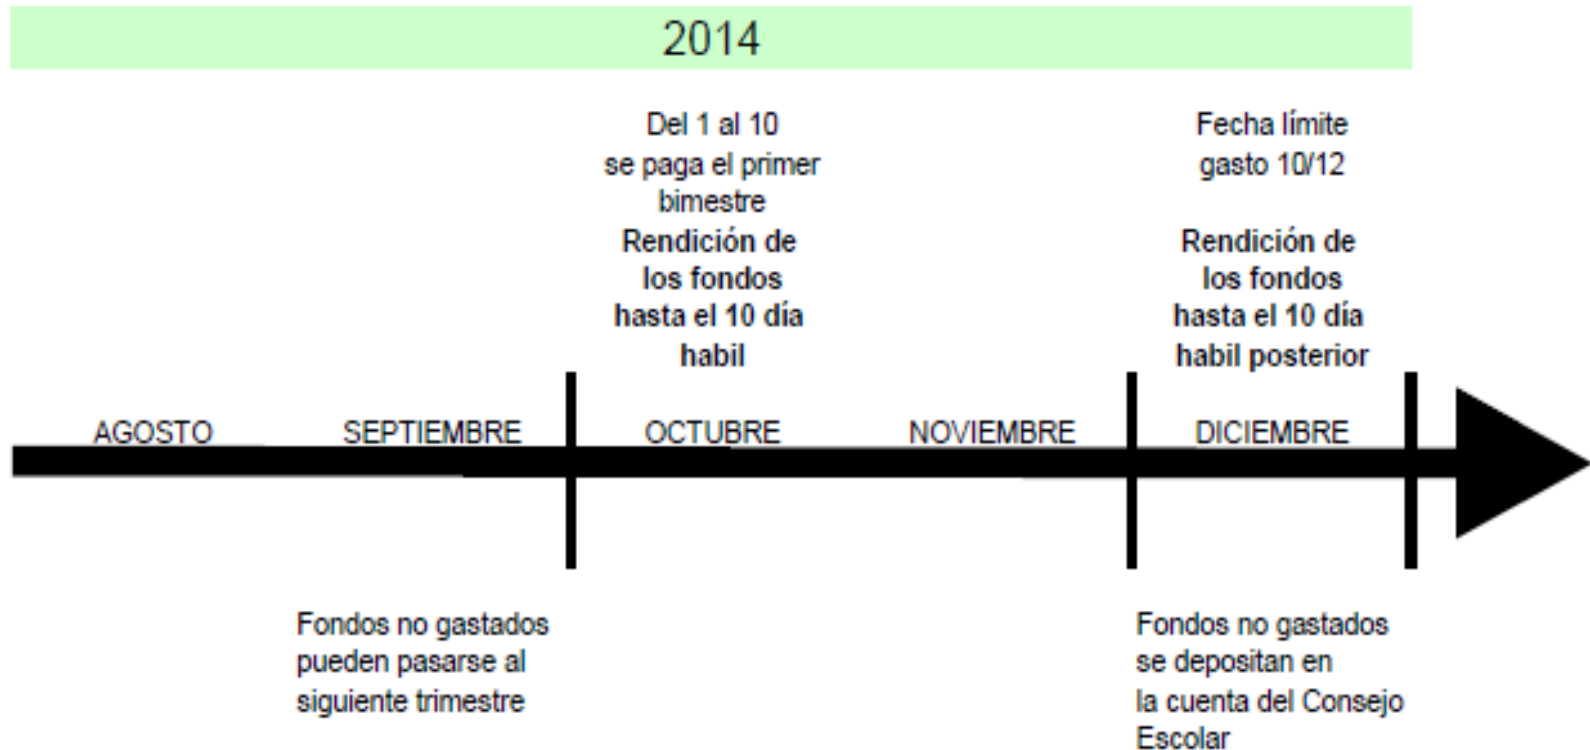 2014
Del 1 al 10
se paga el primer
bimestre
Rendición de
los fondos
hasta el 10 día
habil
Fecha límite
gasto 10/12
Rendición de
los fondos
hasta el 10 día
habil posterior
AGOSTO
SEPTIEMBRE
OCTUBRE
NOVIEMBRE
DICIEMBRE
Fondos no gastados
pueden pasarse al
siguiente trimestre
Fondos no gastados
se depositan en
la cuenta del Consejo
Escolar